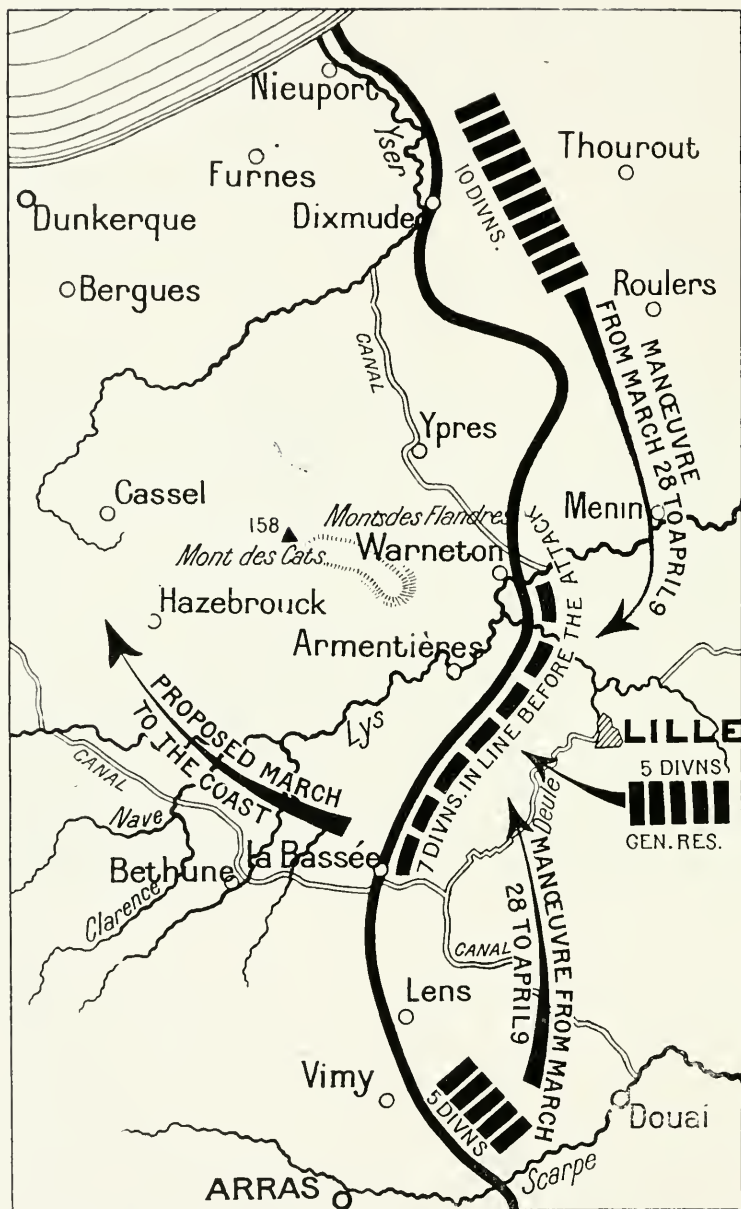 Nieuport
Yser
Thourout
Furnes
10 DIVNS.
Dunkerque
Dixmude
Bergues
Roulers
CANAL
MANŒUVRE
FROM MARCH 28 TO APRIL 9
Ypres
Cassel
158
Monts des Flandres
Menin
Mont des Cats
Warneton
Hazebrouck
Armentières
7 DIVNS. IN LINE BEFORE THE ATTACK
PROPOSED MARCH
TO THE COAST
Lys
LILLE
5 DIVNS
GEN. RES.
CANAL
Deule
Nave
la Bassée
Bethune
Clarence
MANŒUVRE FROM MARCH
28 TO APRIL 9
CANAL
Lens
Vimy
5 DIVNS
Douai
Scarpe
ARRAS